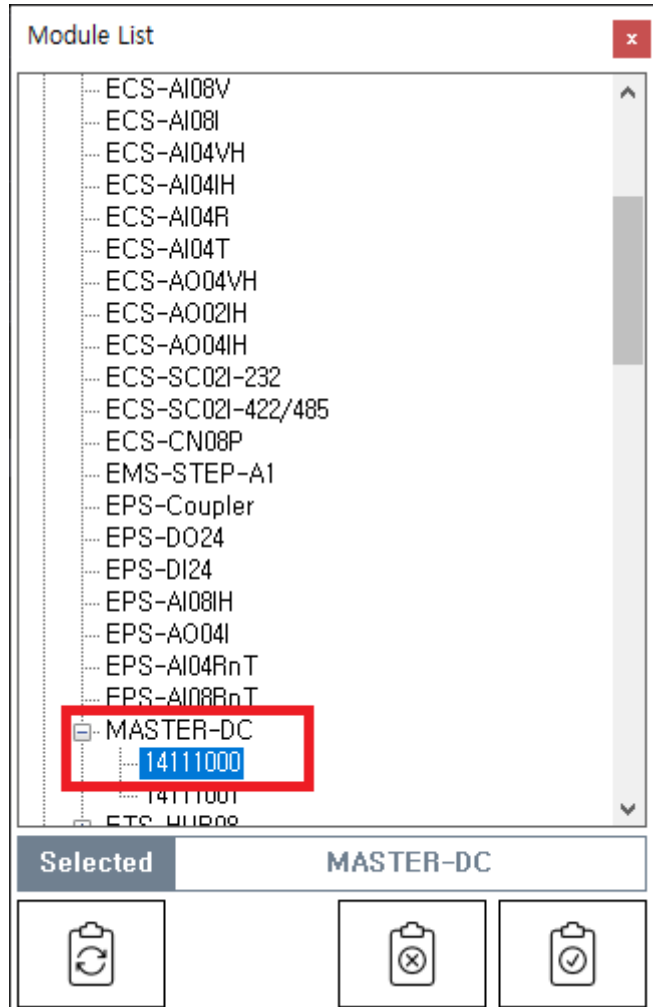 Module List
x
ECS-AI08V
ECS-AI08I
ECS-AI04VH
ECS-AI04IH
ECS-AI04R
ECS-AI04T
ECS-AO04VH
ECS-AO02IH
ECS-AO04IH
ECS-SC02I-232
ECS-SC02I-422/485
ECS-CN08P
EMS-STEP-A1
EPS-Coupler
EPS-DO24
EPS-DI24
EPS-AI08IH
EPS-AO04I
EPS-AI04RnT
EPS-AI08RnT
MASTER-DC
14111000
14111001
ETS-HUB08
Selected MASTER-DC